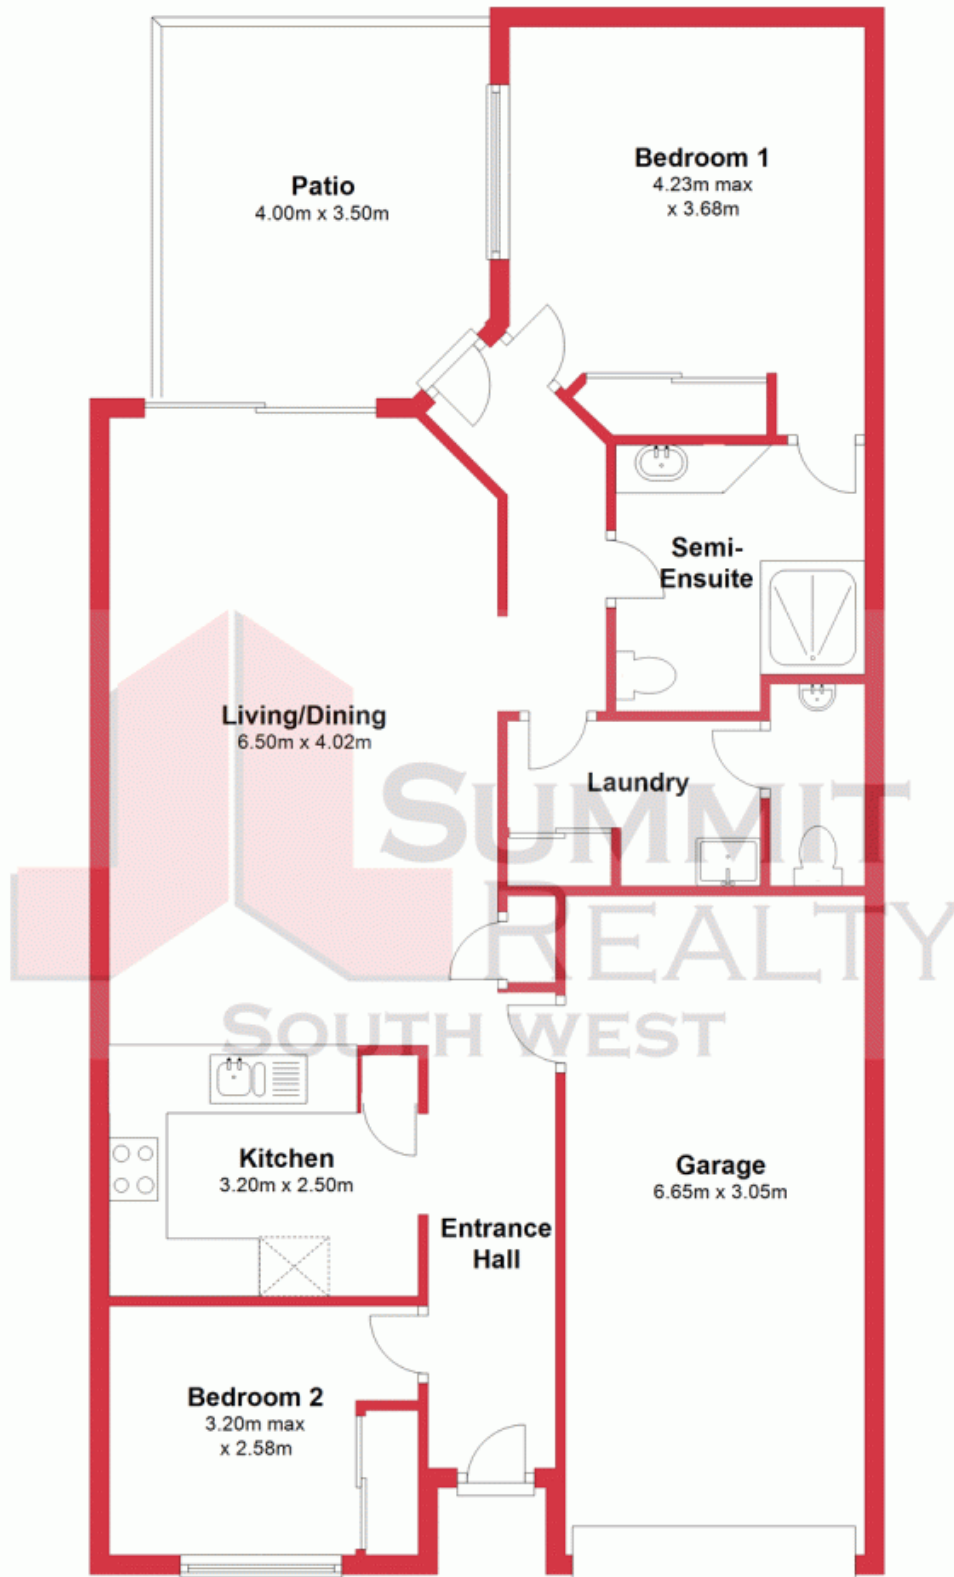 Patio
4.00m x 3.50m
Bedroom 1
4.23m max
x 3.68m
Semi-
Ensuite
Living/Dining
6.50m x 4.02m
Laundry
SUMMIT
REALTY
SOUTH WEST
Kitchen
3.20m x 2.50m
Garage
6.65m x 3.05m
Entrance
Hall
Bedroom 2
3.20m max
x 2.58m